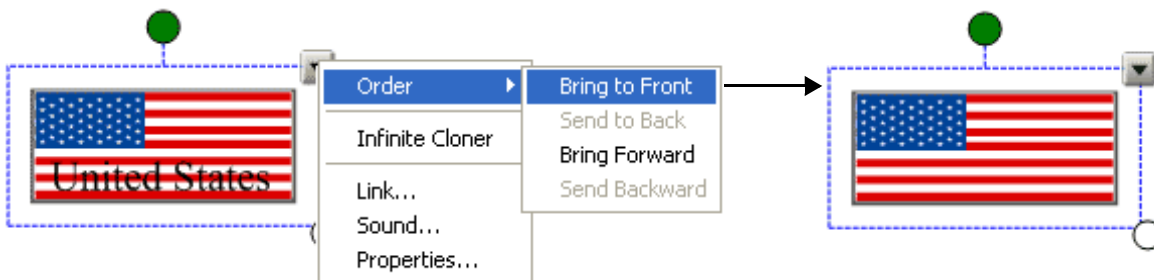 Order
Bring to Front
Send to Back
Infinite Cloner
Bring Forward
United States
Link...
Send Backward
Sound...
Properties...